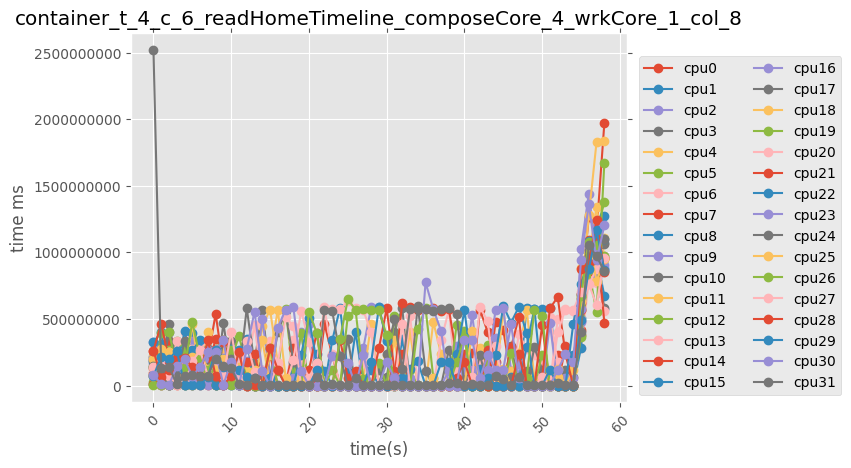 container_t_4_c_6_readHomeTimeline_composeCore_4_wrkCore_1_col_8
time ms
2500000000
2000000000
1500000000
1000000000
500000000
0
0
10
20
30
40
50
60
time(s)
cpu0
cpu1
cpu2
cpu3
cpu4
cpu5
cpu6
cpu7
cpu8
cpu9
cpu10
cpu11
cpu12
cpu13
cpu14
cpu15
cpu16
cpu17
cpu18
cpu19
cpu20
cpu21
cpu22
cpu23
cpu24
cpu25
cpu26
cpu27
cpu28
cpu29
cpu30
cpu31